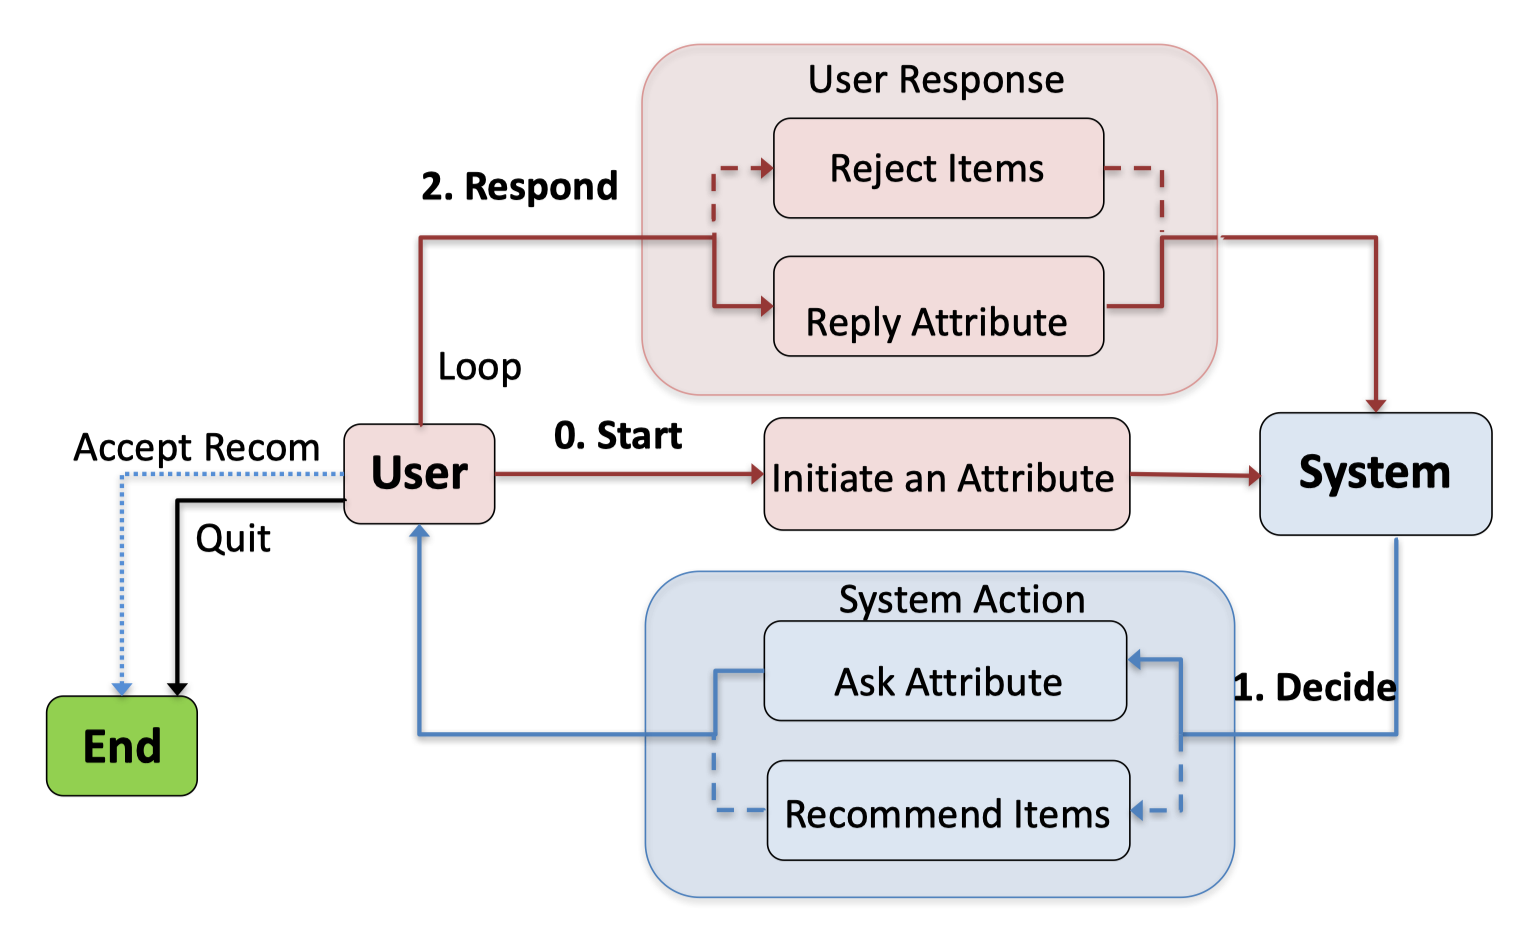 User Response
Reject Items
2. Respond
Reply Attribute
Loop
0. Start
Accept Recom
User
Initiate an Attribute
System
Quit
System Action
Ask Attribute
1. Decide
End
Recommend Items